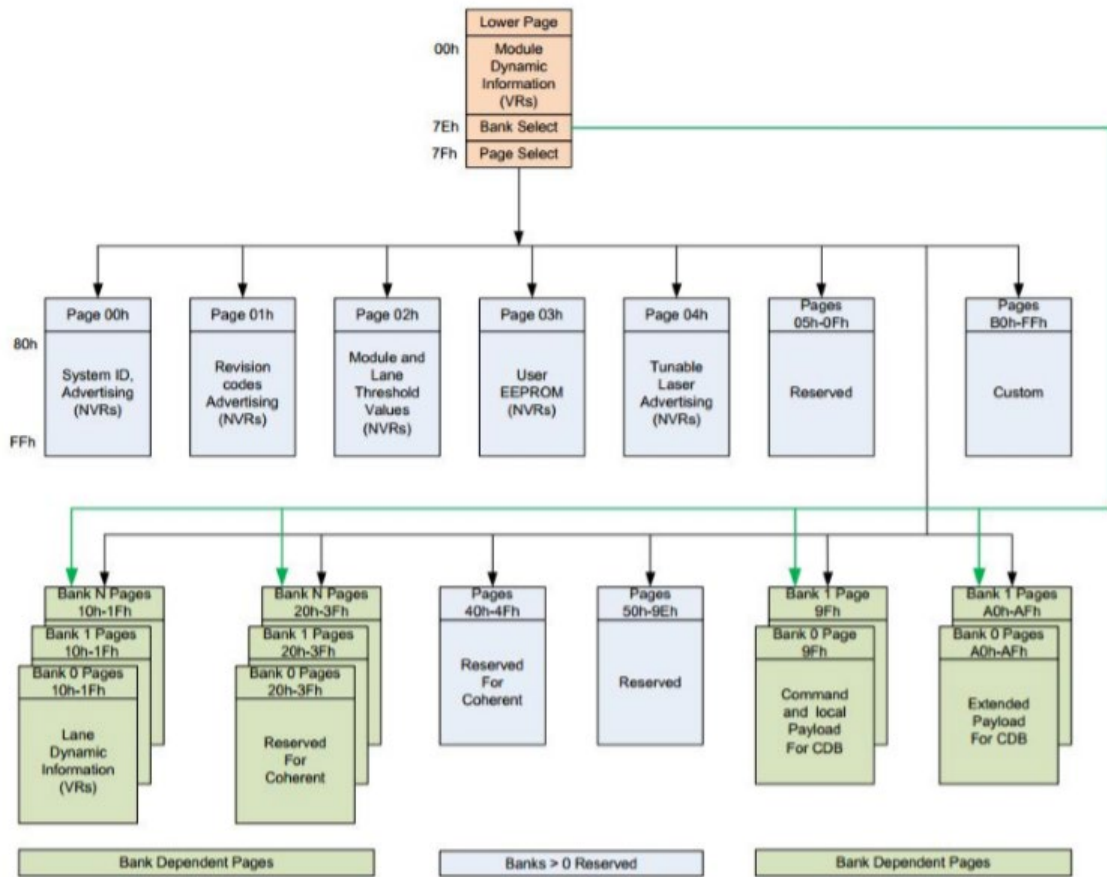 Lower Page
00h
Module
Dynamic
Information
(VRs)
7Eh
Bank Select
7Fh
Page Select
Page 00h
Page 01h
Page 02h
Page 03h
Page 04h
Pages
05h-0Fh
Pages
B0h-FFh
80h
System ID,
Advertising
(NVRs)
FFh
Revision
codes
Advertising
(NVRs)
Module and
Lane
Threshold
Values
(NVRs)
User
EEPROM
(NVRs)
Tunable
Laser
Advertising
(NVRs)
Reserved
Custom
Bank N Pages
10h-1Fh
Bank 1 Pages
10h-1Fh
Bank 0 Pages
10h-1Fh
Lane
Dynamic
Information
(VRs)
Bank N Pages
20h-3Fh
Bank 1 Pages
20h-3Fh
Bank 0 Pages
20h-3Fh
Reserved
For
Coherent
Pages
40h-4Fh
Reserved
For
Coherent
Pages
50h-9Eh
Reserved
Bank 1 Page
9Fh
Bank 0 Page
9Fh
Command
and local
Payload
For CDB
Bank 1 Pages
A0h-AFh
Bank 0 Pages
A0h-AFh
Extended
Payload
For CDB
Bank Dependent Pages
Banks > 0 Reserved
Bank Dependent Pages